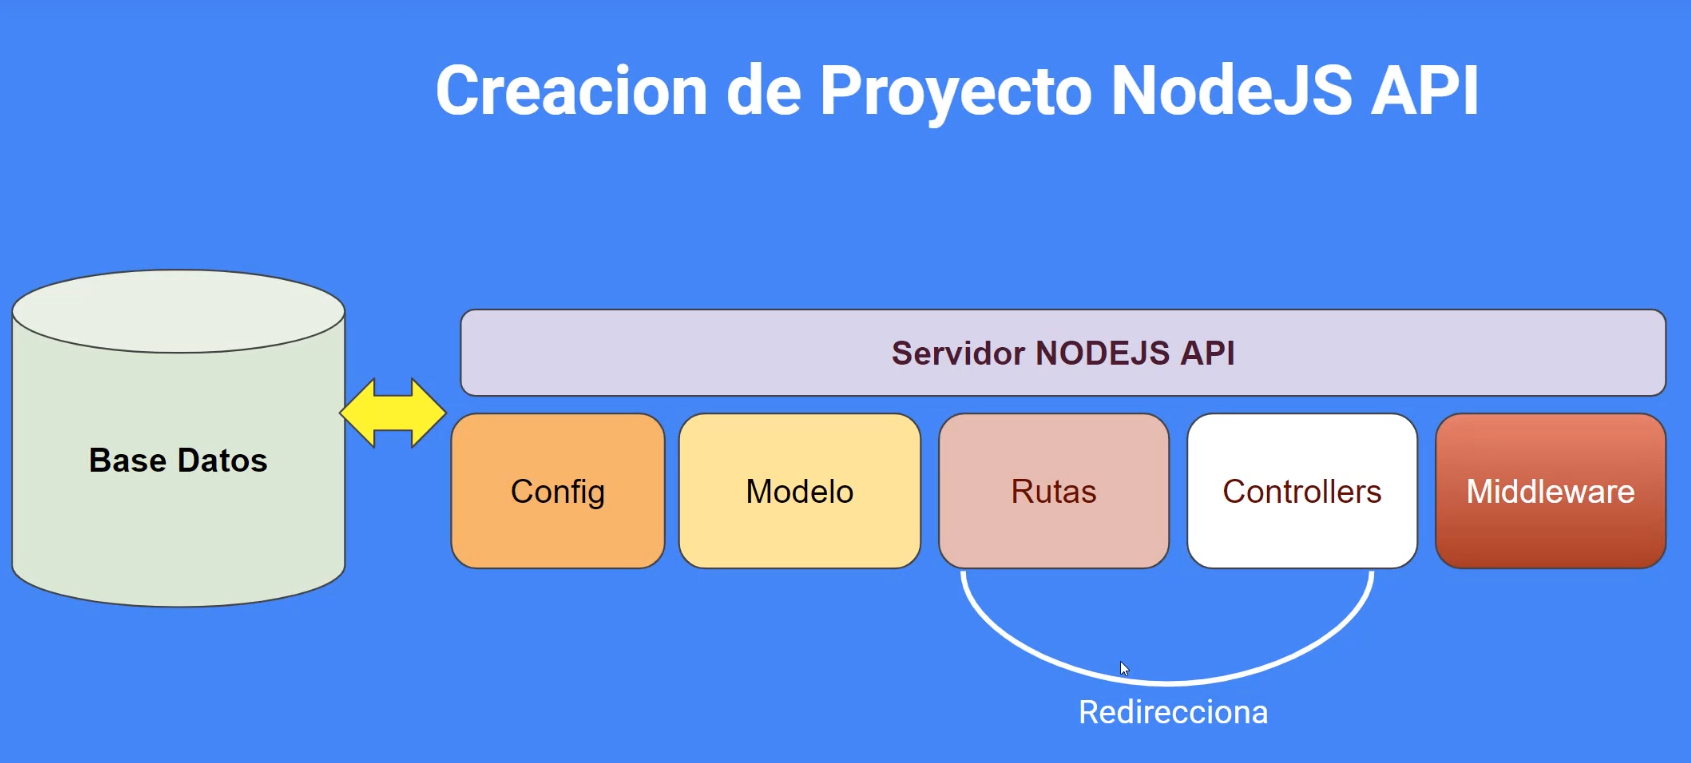 Creacion de Proyecto NodeJS API
Servidor NODEJS API
Base Datos
Config
Modelo
Rutas
Controllers
Middleware
Redirecciona